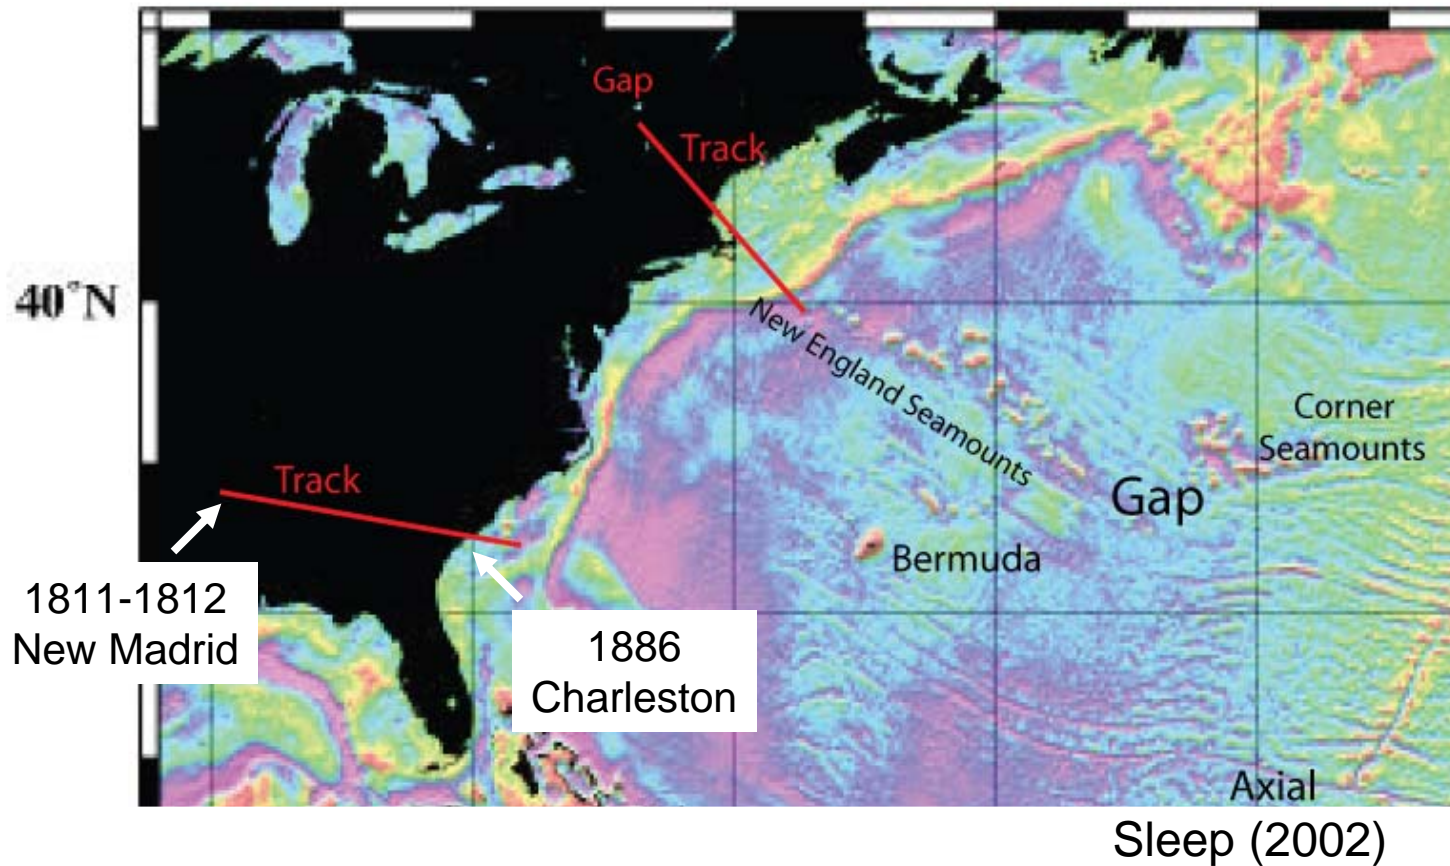 Gap
Track
40°N
New England Seamounts
Corner
Seamounts
Gap
Track
Bermuda
1811-1812
New Madrid
1886
Charleston
Axial
Sleep (2002)